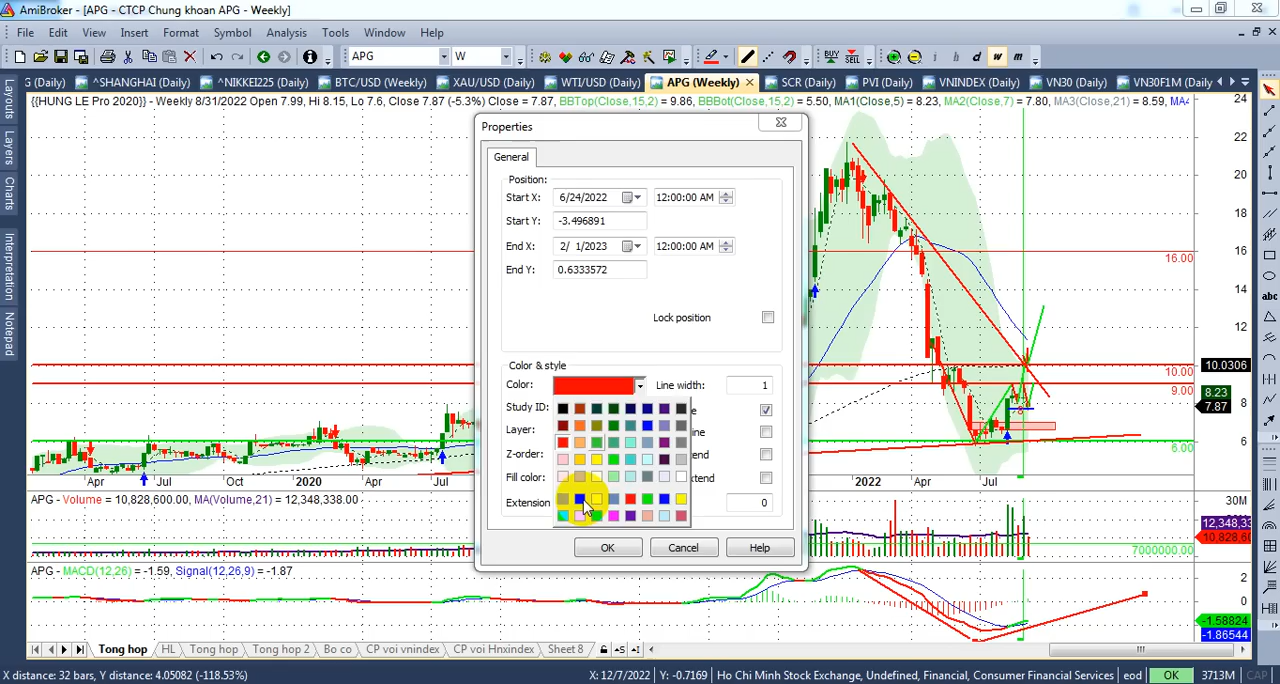 AmiBroker - [APG - CTCP Chung khoan APG - Weekly]
File Edit View Insert Format Symbol Analysis Tools Window Help
APG W BUY SELL i h d w m
G (Daily) ^SHANGHAI (Daily) ^NIKKEI225 (Daily) BTC/USD (Weekly) XAU/USD (Daily) WTI/USD (Daily) APG (Weekly) SCR (Daily) PVI (Daily) VNINDEX (Daily) VN30 (Daily) VN30F1M (Daily)
{{HUNG LE Pro 2020}} - Weekly 8/31/2022 Open 7.99, Hi 8.15, Lo 7.6, Close 7.87 (-5.3%) Close = 7.87, BBTop(Close,15,2) = 9.86, BBBot(Close,15,2) = 5.50, MA1(Close,5) = 8.23, MA2(Close,7) = 7.80, MA3(Close,21) = 8.59, MA4
Layouts
Layers
Charts
Interpretation
Notepad
Properties
General
Position:
Start X: 6/24/2022 12:00:00 AM
Start Y: -3.496891
End X: 2/ 1/2023 12:00:00 AM
End Y: 0.6333572
Lock position
Color & style
Color: Line width: 1
Study ID:
Layer:
Z-order:
Fill color:
Extension 0
OK Cancel Help
24
22
20
18
16
16.00
14
12
10.0306
10.00
9.00
8.23
8
7.87
6
6.00
Apr Jul Oct 2020 Apr Jul 2022 Apr Jul
APG - Volume = 10,828,600.00, MA(Volume,21) = 12,348,338.00
30M
12,348,33
10,828,60
7000000.00
APG - MACD(12,26) = -1.59, Signal(12,26,9) = -1.87
2
0
-1.58824
-1.86544
Tong hop HL Tong hop Tong hop 2 Bo co CP voi vnindex CP voi Hnxindex Sheet 8
X distance: 32 bars, Y distance: 4.05082 (-118.53%) X: 12/7/2022 Y: -0.7169 Ho Chi Minh Stock Exchange, Undefined, Financial, Consumer Financial Services eod OK 3713M CAP